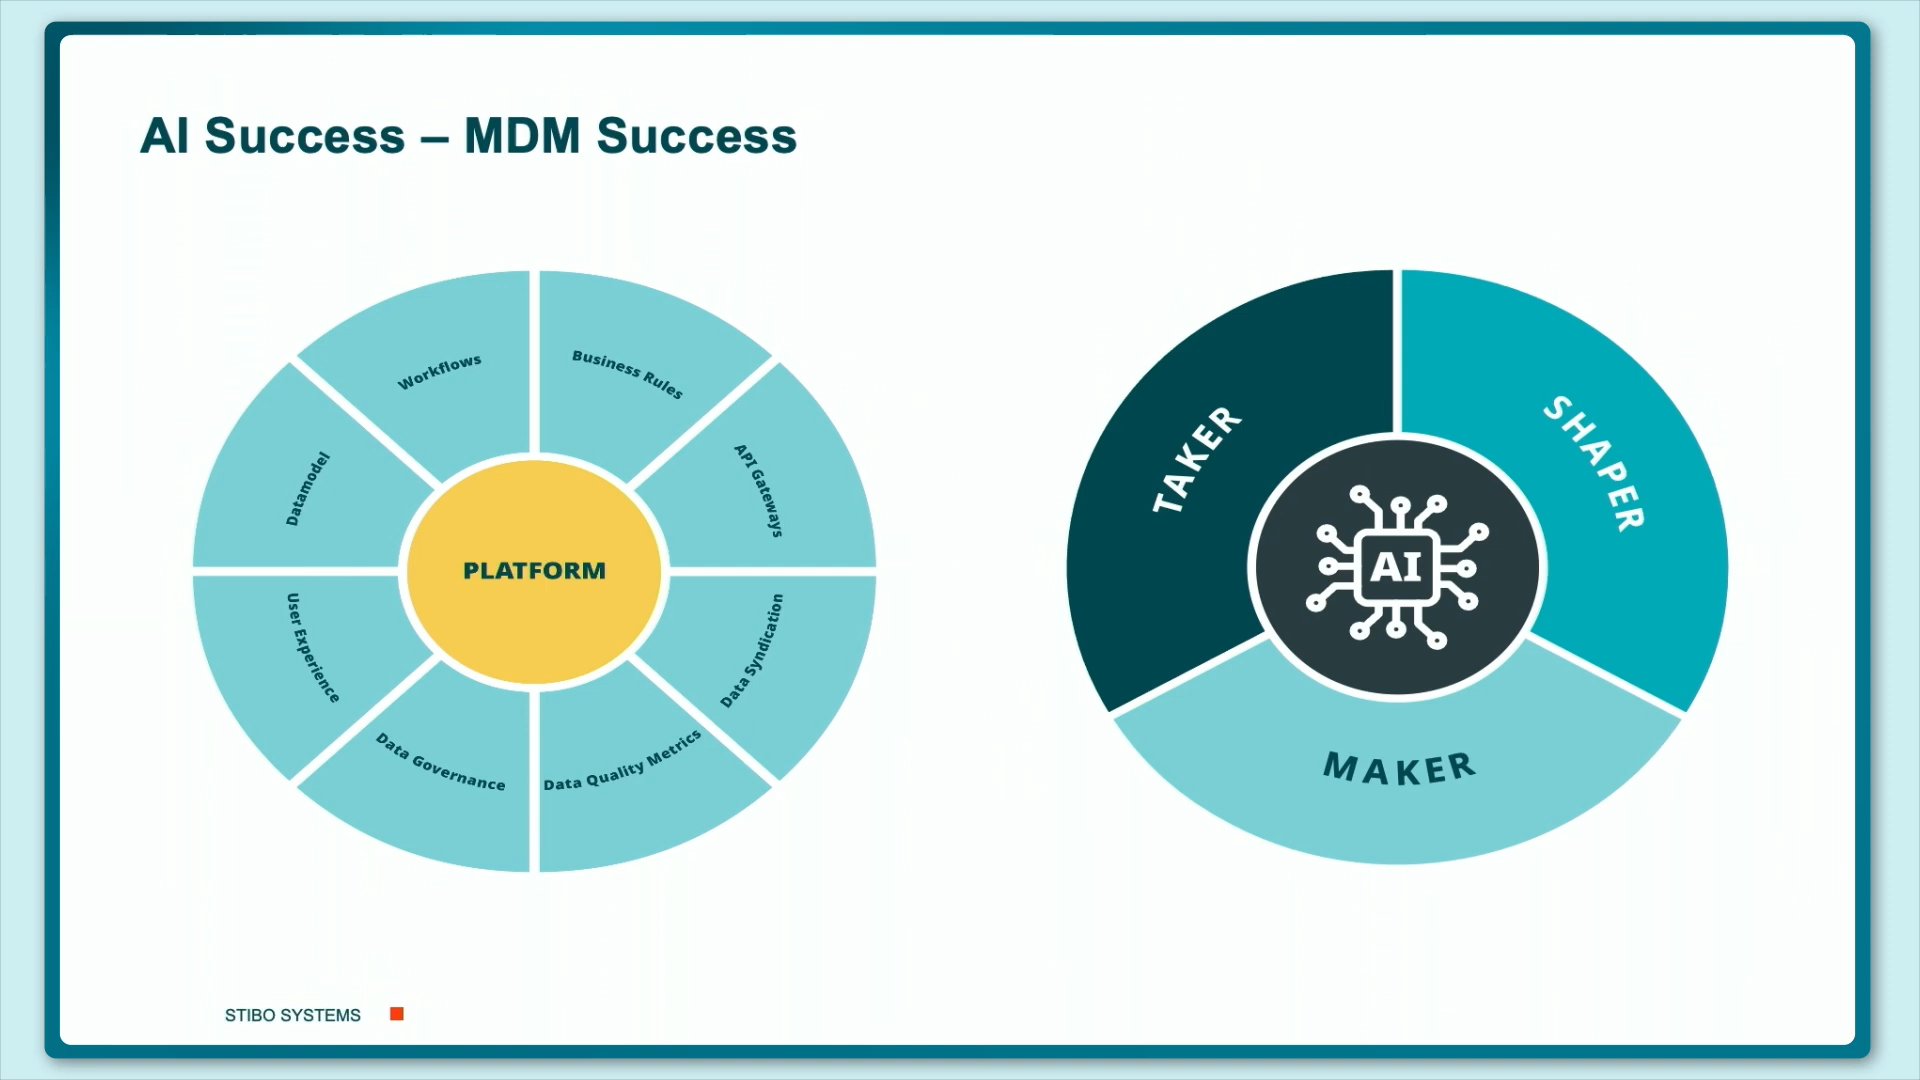 AI Success – MDM Success
Workflows
Business Rules
Datamodel
API Gateways
PLATFORM
User Experience
Data Syndication
Data Governance
Data Quality Metrics
TAKER
SHAPER
AI
MAKER
STIBO SYSTEMS